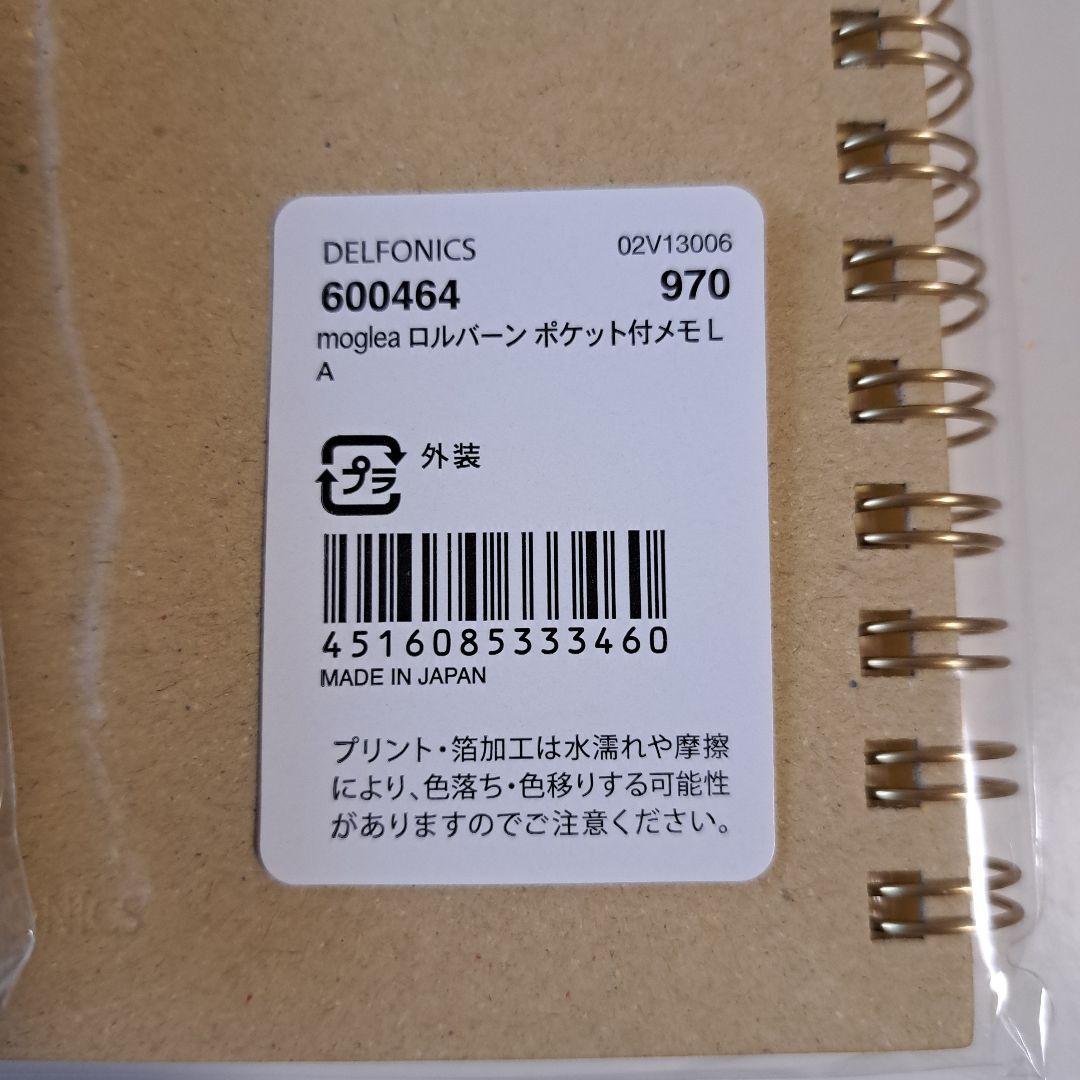 DELFONICS 02V13006
600464 970
moglea ロルバーン ポケット付メモ L
A
プラ 外装
4516085333460
MADE IN JAPAN
プリント・箔加工は水濡れや摩擦
により、色落ち・色移りする可能性
がありますのでご注意ください。
ONICS